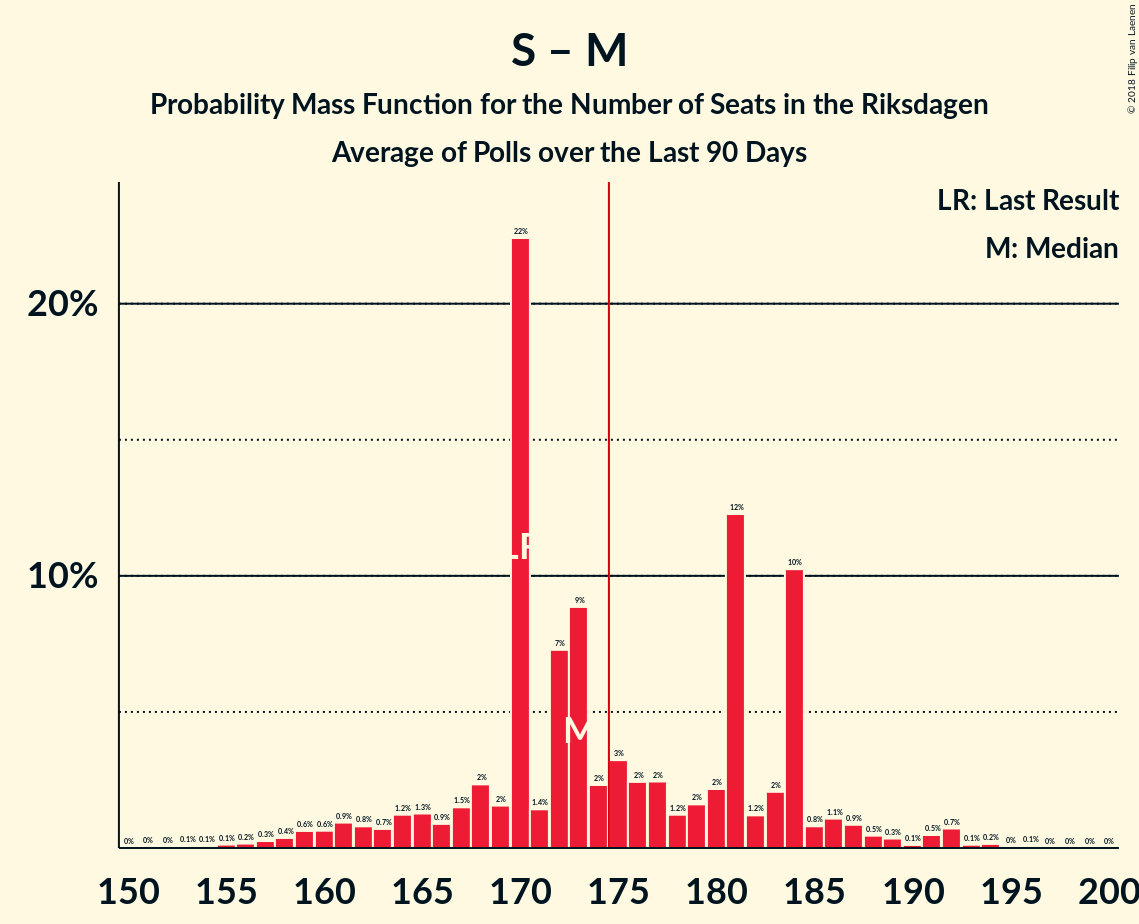 S – M
Probability Mass Function for the Number of Seats in the Riksdagen
Average of Polls over the Last 90 Days
© 2018 Filip van Laenen
LR: Last Result
M: Median
20%
10%
0% 0% 0% 0.1% 0.1% 0.1% 0.2% 0.3% 0.4% 0.6% 0.6% 0.9% 0.8% 0.7% 1.2% 1.3% 0.9% 1.5% 2% 2% 22% 1.4% 7% 9% 2% 3% 2% 2% 1.2% 2% 2% 12% 1.2% 2% 10% 0.8% 1.1% 0.9% 0.5% 0.3% 0.1% 0.5% 0.7% 0.1% 0.2% 0% 0.1% 0% 0% 0% 0%
LR
M
150 155 160 165 170 175 180 185 190 195 200